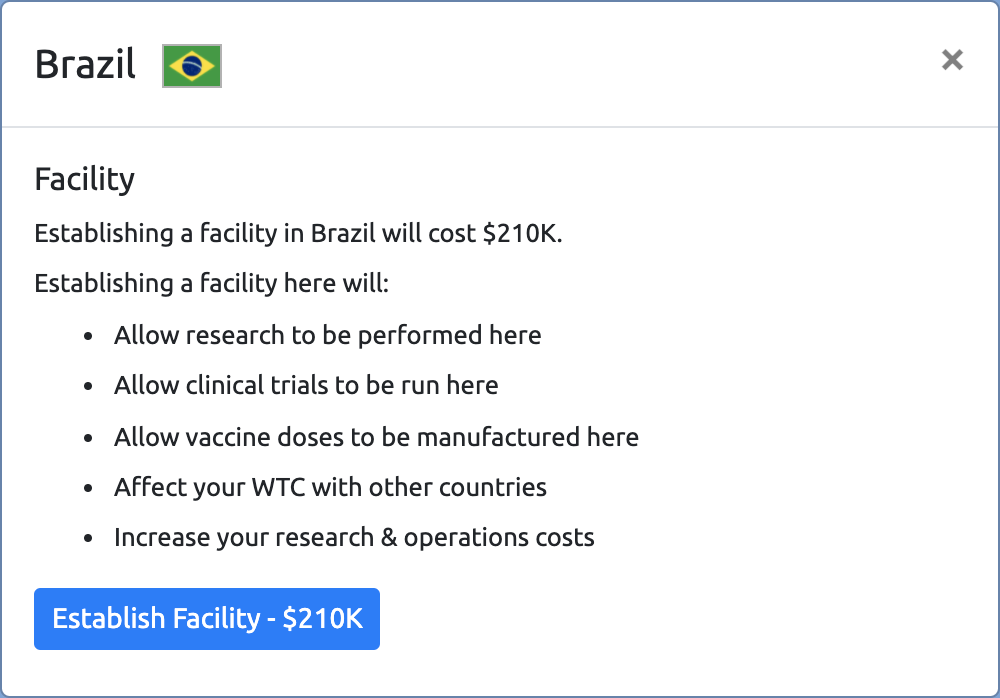 Brazil
Facility
Establishing a facility in Brazil will cost $210K.
Establishing a facility here will:
• Allow research to be performed here
• Allow clinical trials to be run here
• Allow vaccine doses to be manufactured here
• Affect your WTC with other countries
• Increase your research & operations costs
Establish Facility - $210K